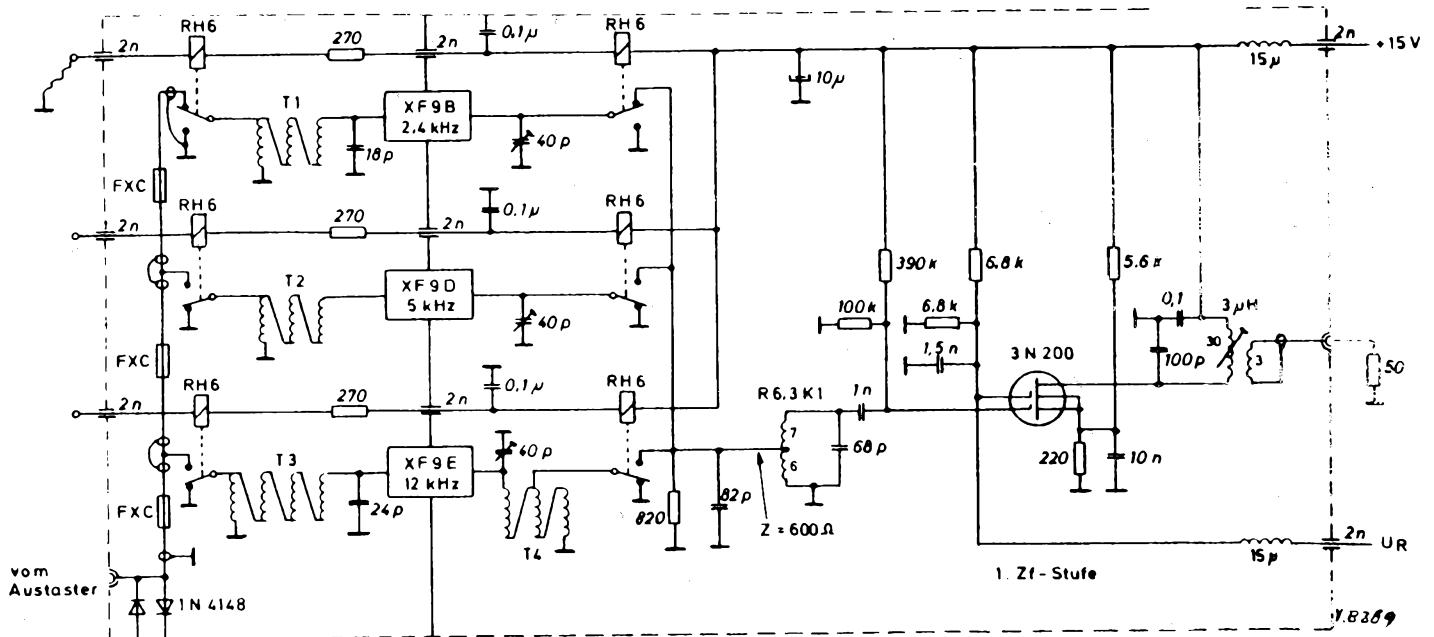 2n
RH6
270
2n
0,1µ
RH6
10µ
15µ
2n
+15V
T1
XF9B
2,4 kHz
18p
40p
FXC
2n
RH6
270
2n
0,1µ
RH6
390k
6.8k
5.6k
T2
XF9D
5 kHz
40p
100k
6,8k
1,5n
3N200
0,1
3µH
30
3
100p
50
FXC
2n
RH6
270
2n
0,1µ
RH6
R6,3K1
1n
7
6
68p
T3
XF9E
12 kHz
40p
24p
T4
820
82p
Z = 600Ω
220
10n
FXC
vom
Austaster
1N4148
1. Zf-Stufe
15µ
2n
UR